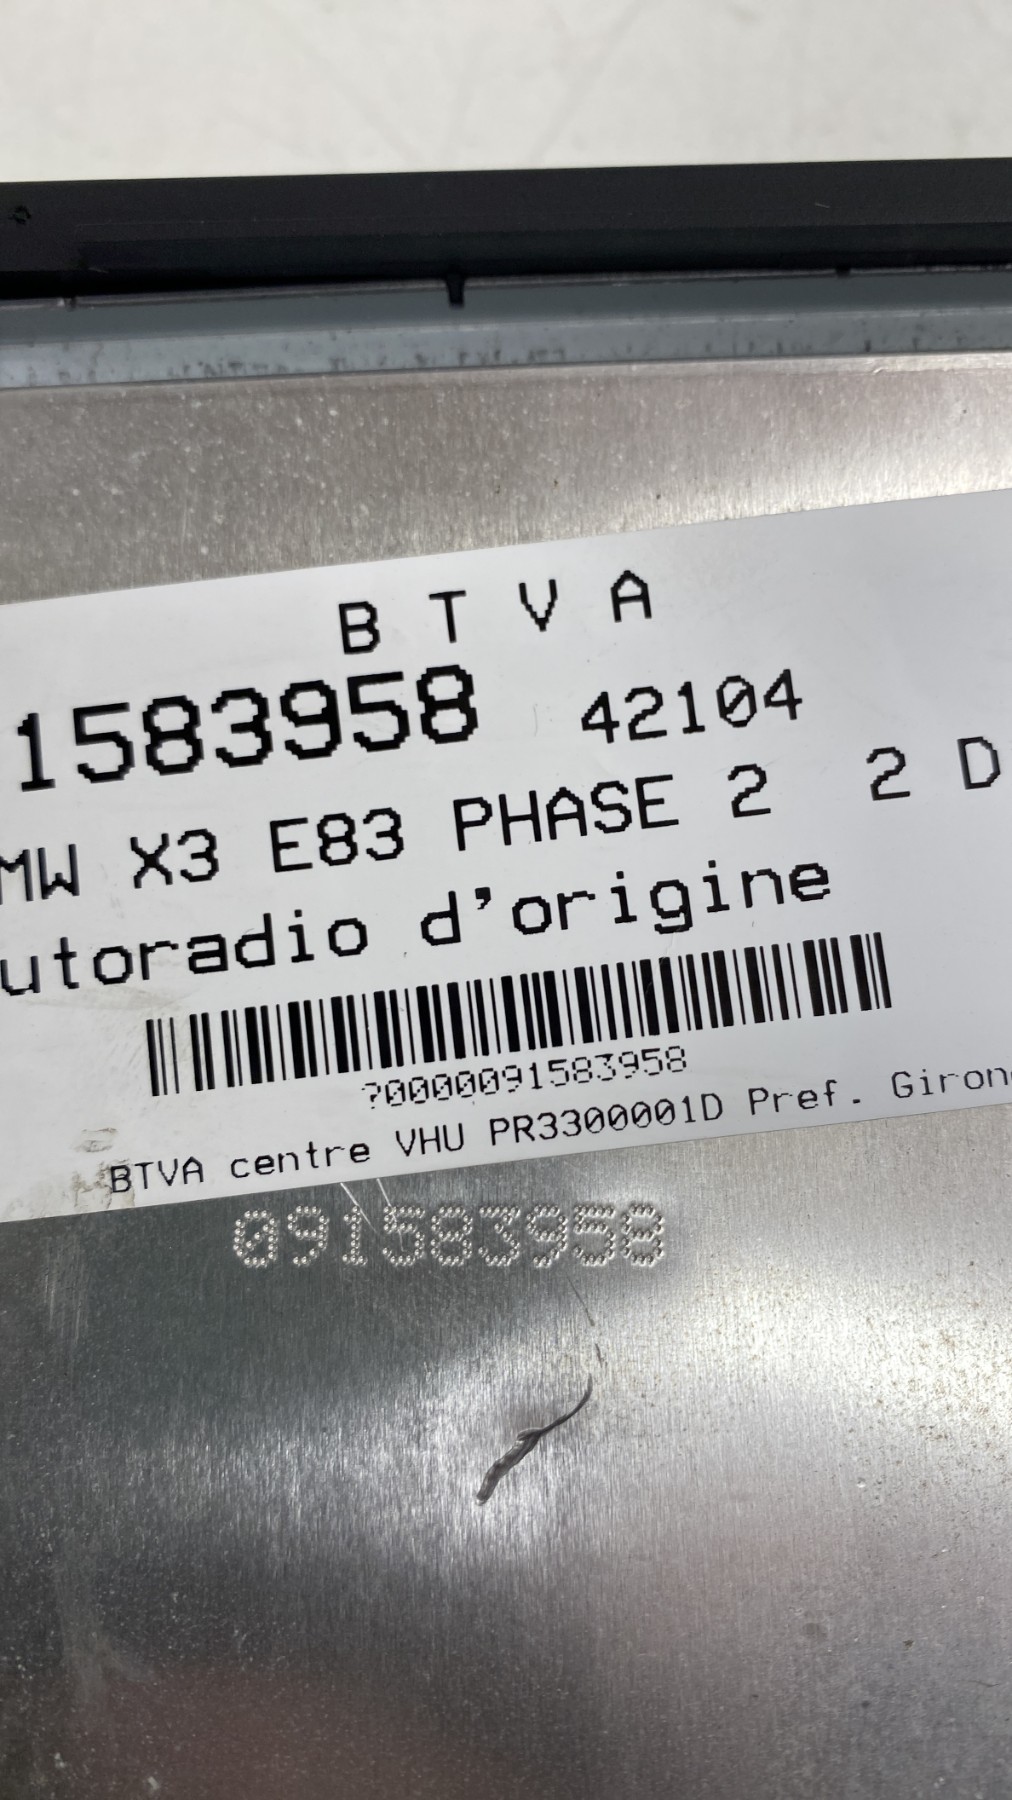 B T V A
1583958 42104
MW X3 E83 PHASE 2 2 D
utoradio d'origine
?0000091583958
BTVA centre VHU PR3300001D Pref. Giron
091583958